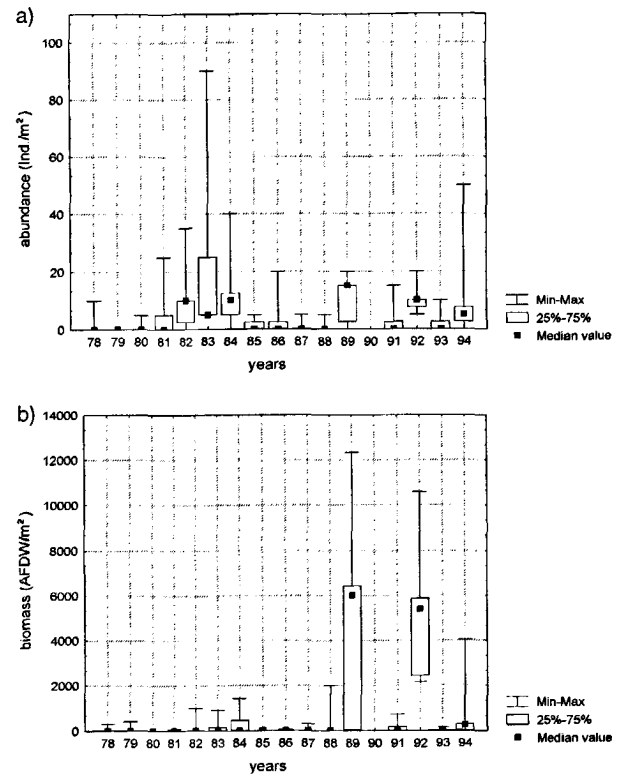 a)
abundance (Ind./m²)
100
80
60
40
20
0
78 79 80 81 82 83 84 85 86 87 88 89 90 91 92 93 94
years
Min-Max
25%-75%
Median value
b)
biomass (AFDW/m²)
14000
12000
10000
8000
6000
4000
2000
0
78 79 80 81 82 83 84 85 86 87 88 89 90 91 92 93 94
years
Min-Max
25%-75%
Median value